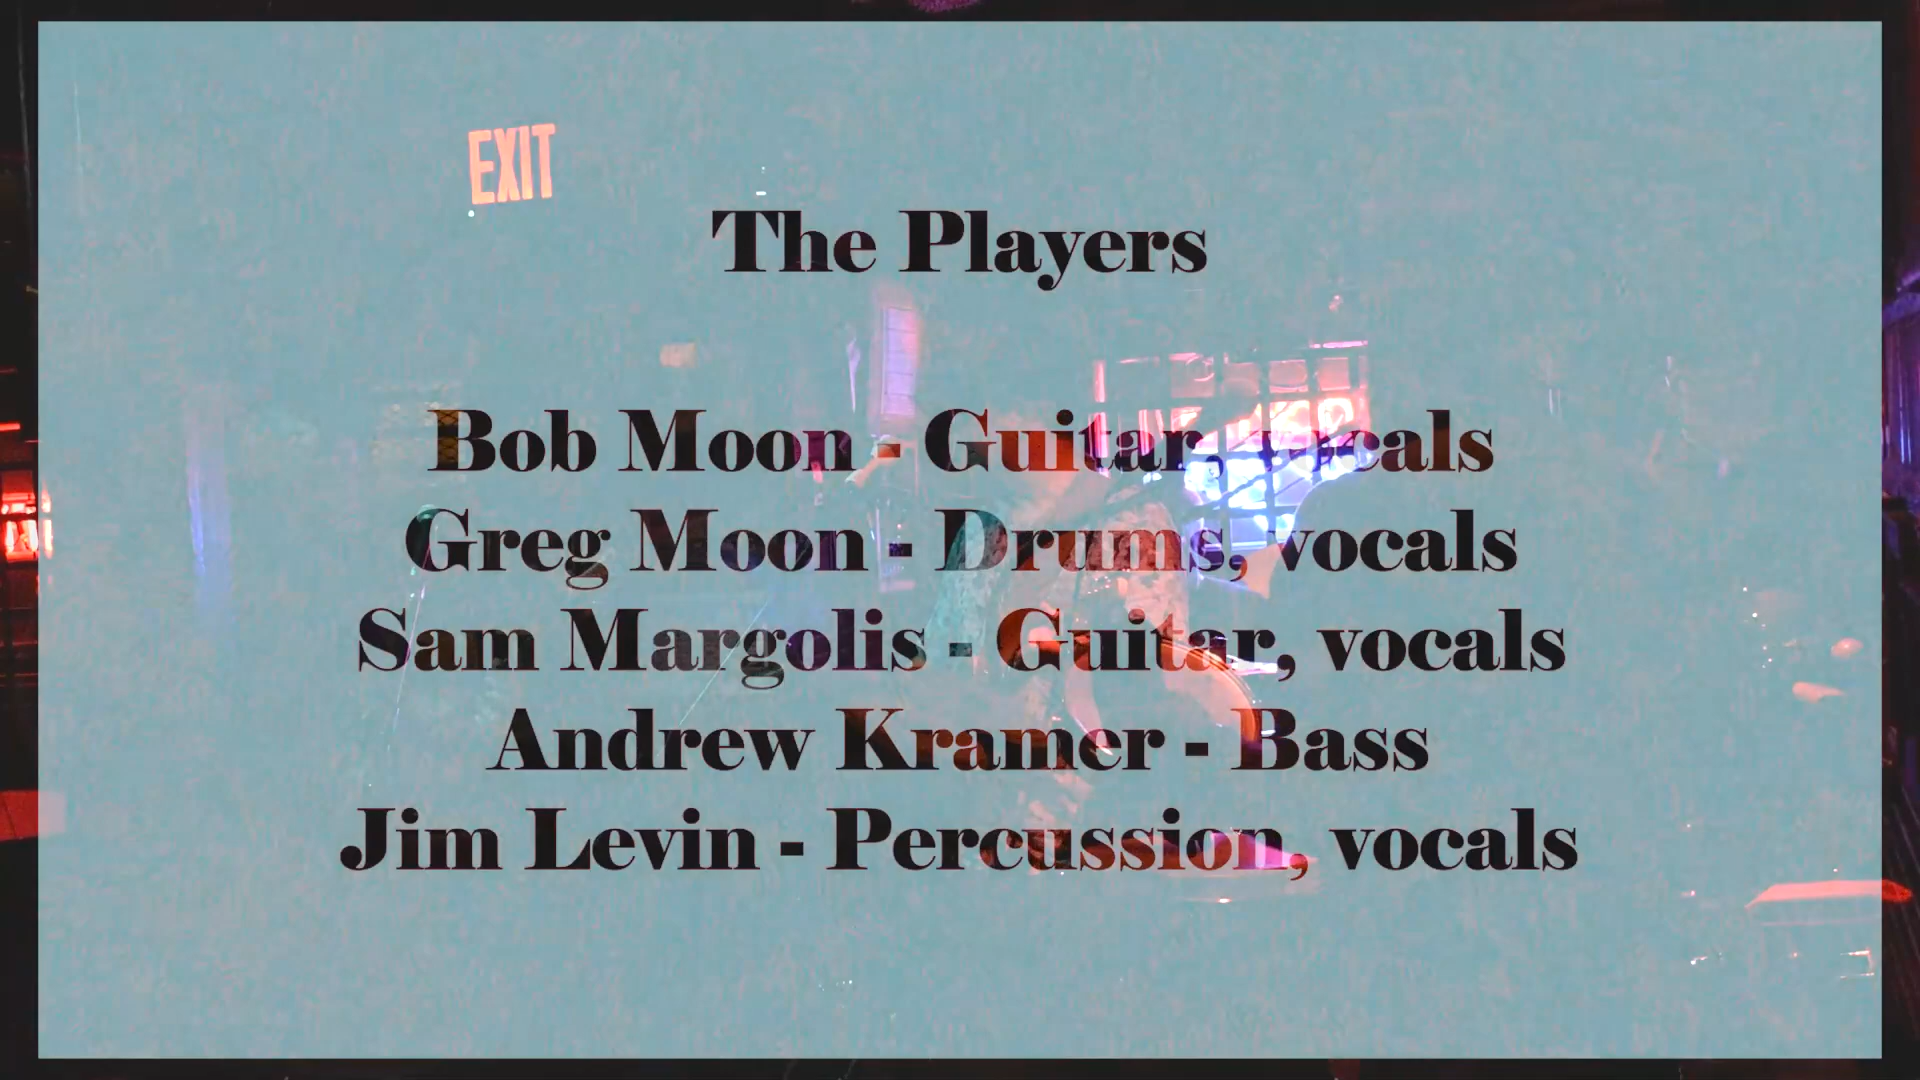 EXIT
The Players
Bob Moon - Guitar, vocals
Greg Moon - Drums, vocals
Sam Margolis - Guitar, vocals
Andrew Kramer - Bass
Jim Levin - Percussion, vocals